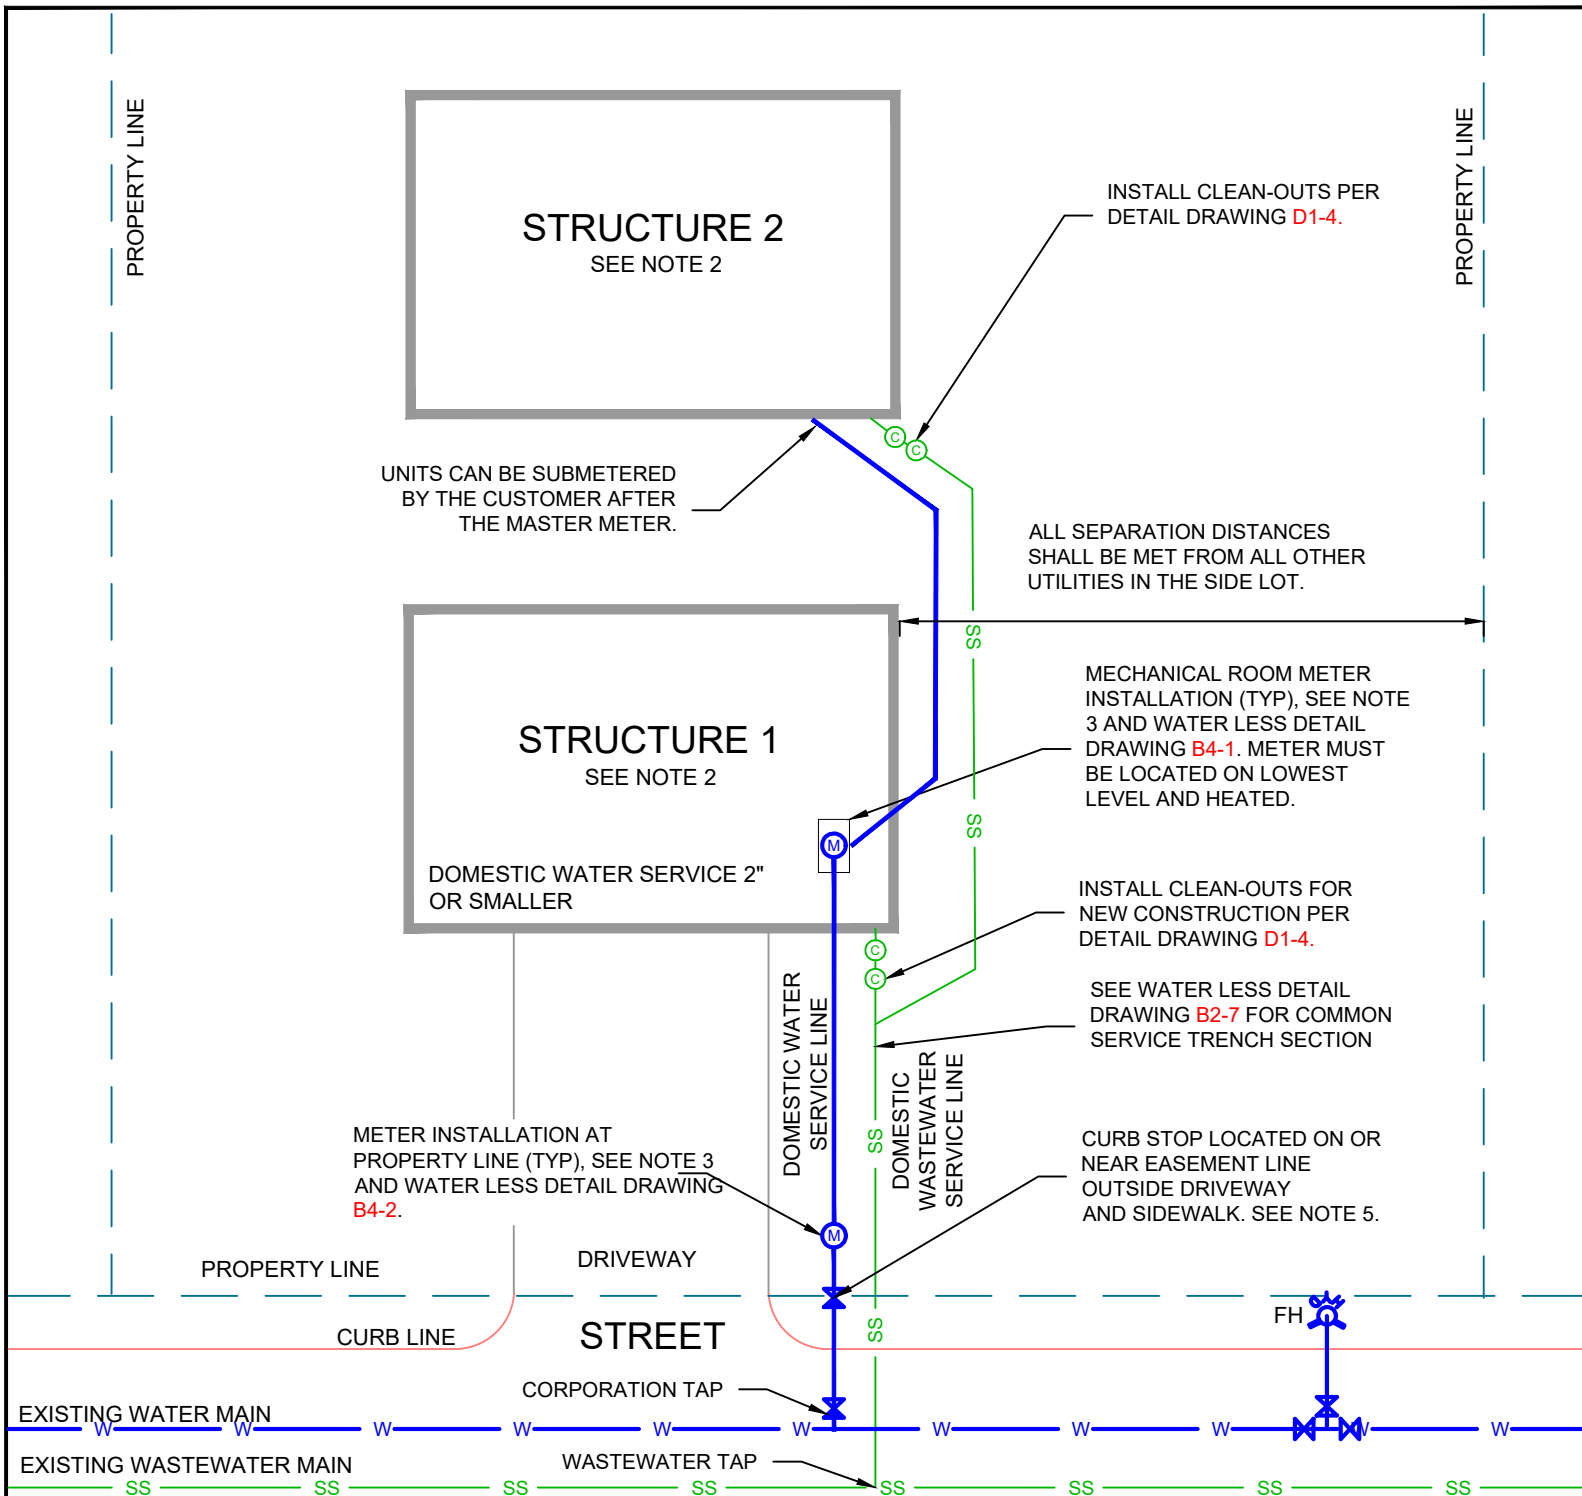 PROPERTY LINE
PROPERTY LINE
STRUCTURE 2
SEE NOTE 2
INSTALL CLEAN-OUTS PER
DETAIL DRAWING D1-4.
C
C
UNITS CAN BE SUBMETERED
BY THE CUSTOMER AFTER
THE MASTER METER.
ALL SEPARATION DISTANCES
SHALL BE MET FROM ALL OTHER
UTILITIES IN THE SIDE LOT.
SS
STRUCTURE 1
SEE NOTE 2
MECHANICAL ROOM METER
INSTALLATION (TYP), SEE NOTE
3 AND WATER LESS DETAIL
DRAWING B4-1. METER MUST
BE LOCATED ON LOWEST
LEVEL AND HEATED.
SS
M
DOMESTIC WATER SERVICE 2"
OR SMALLER
INSTALL CLEAN-OUTS FOR
NEW CONSTRUCTION PER
DETAIL DRAWING D1-4.
C
C
SEE WATER LESS DETAIL
DRAWING B2-7 FOR COMMON
SERVICE TRENCH SECTION
DOMESTIC WATER
SERVICE LINE
SS
DOMESTIC
WASTEWATER
SERVICE LINE
METER INSTALLATION AT
PROPERTY LINE (TYP), SEE NOTE 3
AND WATER LESS DETAIL DRAWING
B4-2.
CURB STOP LOCATED ON OR
NEAR EASEMENT LINE
OUTSIDE DRIVEWAY
AND SIDEWALK. SEE NOTE 5.
M
PROPERTY LINE
DRIVEWAY
CURB LINE
STREET
SS
FH
CORPORATION TAP
EXISTING WATER MAIN
W W W W W W W W W W W
EXISTING WASTEWATER MAIN
WASTEWATER TAP
SS SS SS SS SS SS SS SS